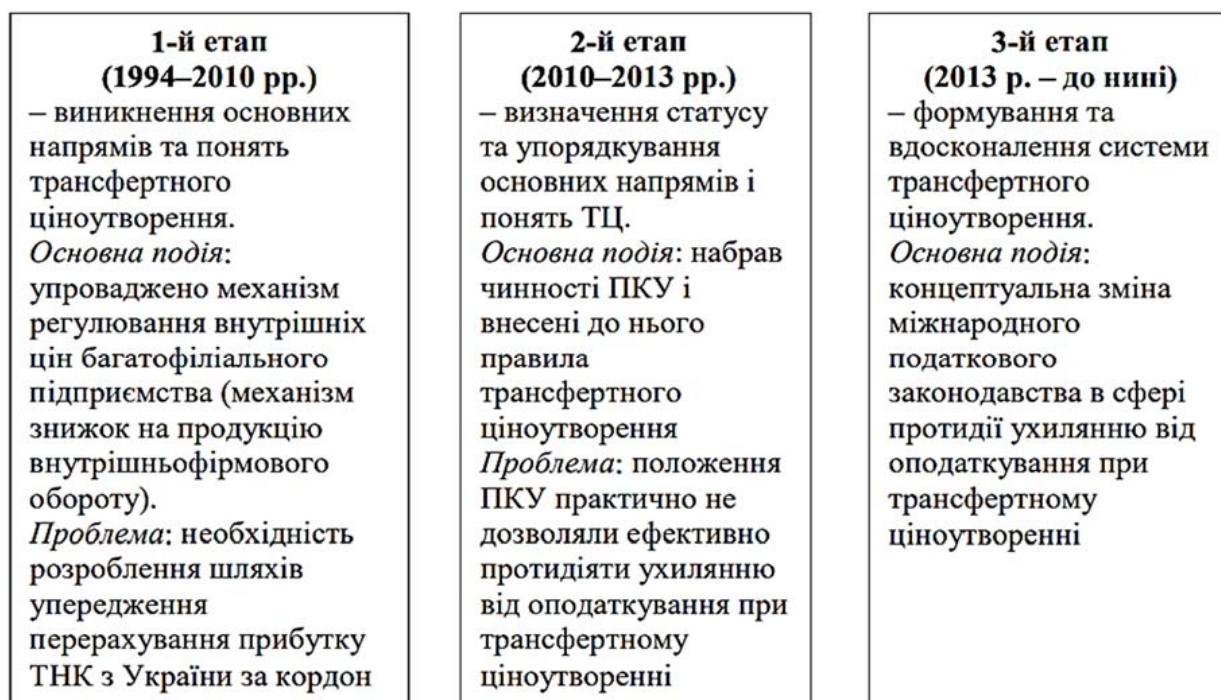 1-й етап
(1994–2010 рр.)
– виникнення основних
напрямів та понять
трансфертного
ціноутворення.
Основна подія:
упроваджено механізм
регулювання внутрішніх
цін багатофіліального
підприємства (механізм
знижок на продукцію
внутрішньофірмового
обороту).
Проблема: необхідність
розроблення шляхів
упередження
перерахування прибутку
ТНК з України за кордон
2-й етап
(2010–2013 рр.)
– визначення статусу
та упорядкування
основних напрямів і
понять ТЦ.
Основна подія: набрав
чинності ПКУ і
внесені до нього
правила
трансфертного
ціноутворення
Проблема: положення
ПКУ практично не
дозволяли ефективно
протидіяти ухилянню
від оподаткування при
трансфертному
ціноутворенні
3-й етап
(2013 р. – до нині)
– формування та
вдосконалення системи
трансфертного
ціноутворення.
Основна подія:
концептуальна зміна
міжнародного
податкового
законодавства в сфері
протидії ухилянню від
оподаткування при
трансфертному
ціноутворенні